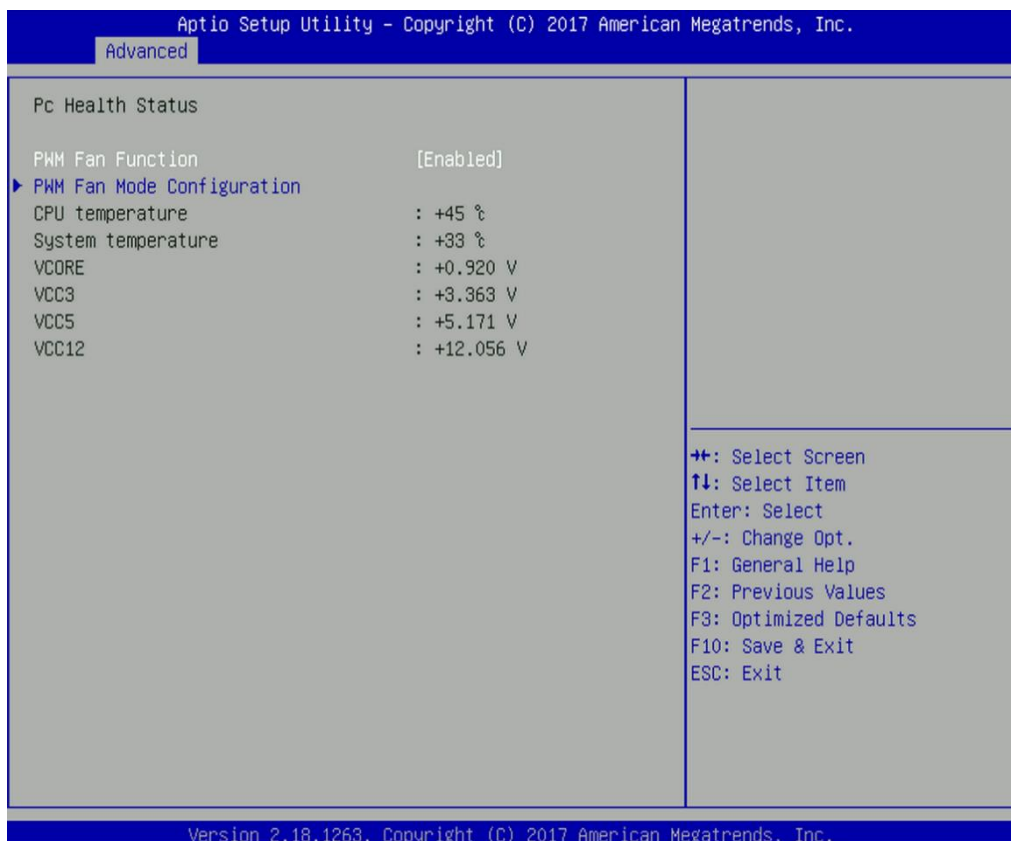 Aptio Setup Utility – Copyright (C) 2017 American Megatrends, Inc.
Advanced
Pc Health Status
PWM Fan Function [Enabled]
PWM Fan Mode Configuration
CPU temperature : +45 ℃
System temperature : +33 ℃
VCORE : +0.920 V
VCC3 : +3.363 V
VCC5 : +5.171 V
VCC12 : +12.056 V
→←: Select Screen
↑↓: Select Item
Enter: Select
+/-: Change Opt.
F1: General Help
F2: Previous Values
F3: Optimized Defaults
F10: Save & Exit
ESC: Exit
Version 2.18.1263. Copyright (C) 2017 American Megatrends, Inc.